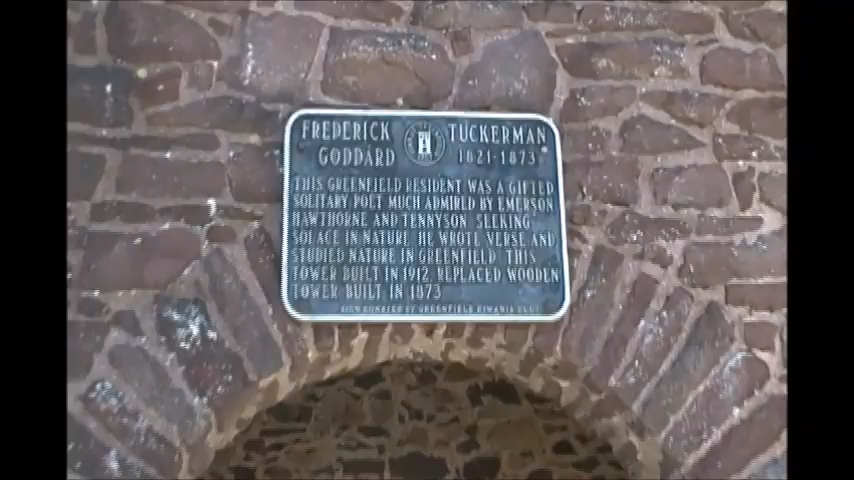 FREDERICK TUCKERMAN
GODDARD 1821-1873
THIS GREENFIELD RESIDENT WAS A GIFTED
SOLITARY POET MUCH ADMIRED BY EMERSON
HAWTHORNE AND TENNYSON. SEEKING
SOLACE IN NATURE, HE WROTE VERSE AND
STUDIED NATURE IN GREENFIELD. THIS
TOWER BUILT IN 1912, REPLACED WOODEN
TOWER BUILT IN 1873
SIGN DONATED BY GREENFIELD KIWANIS CLUB